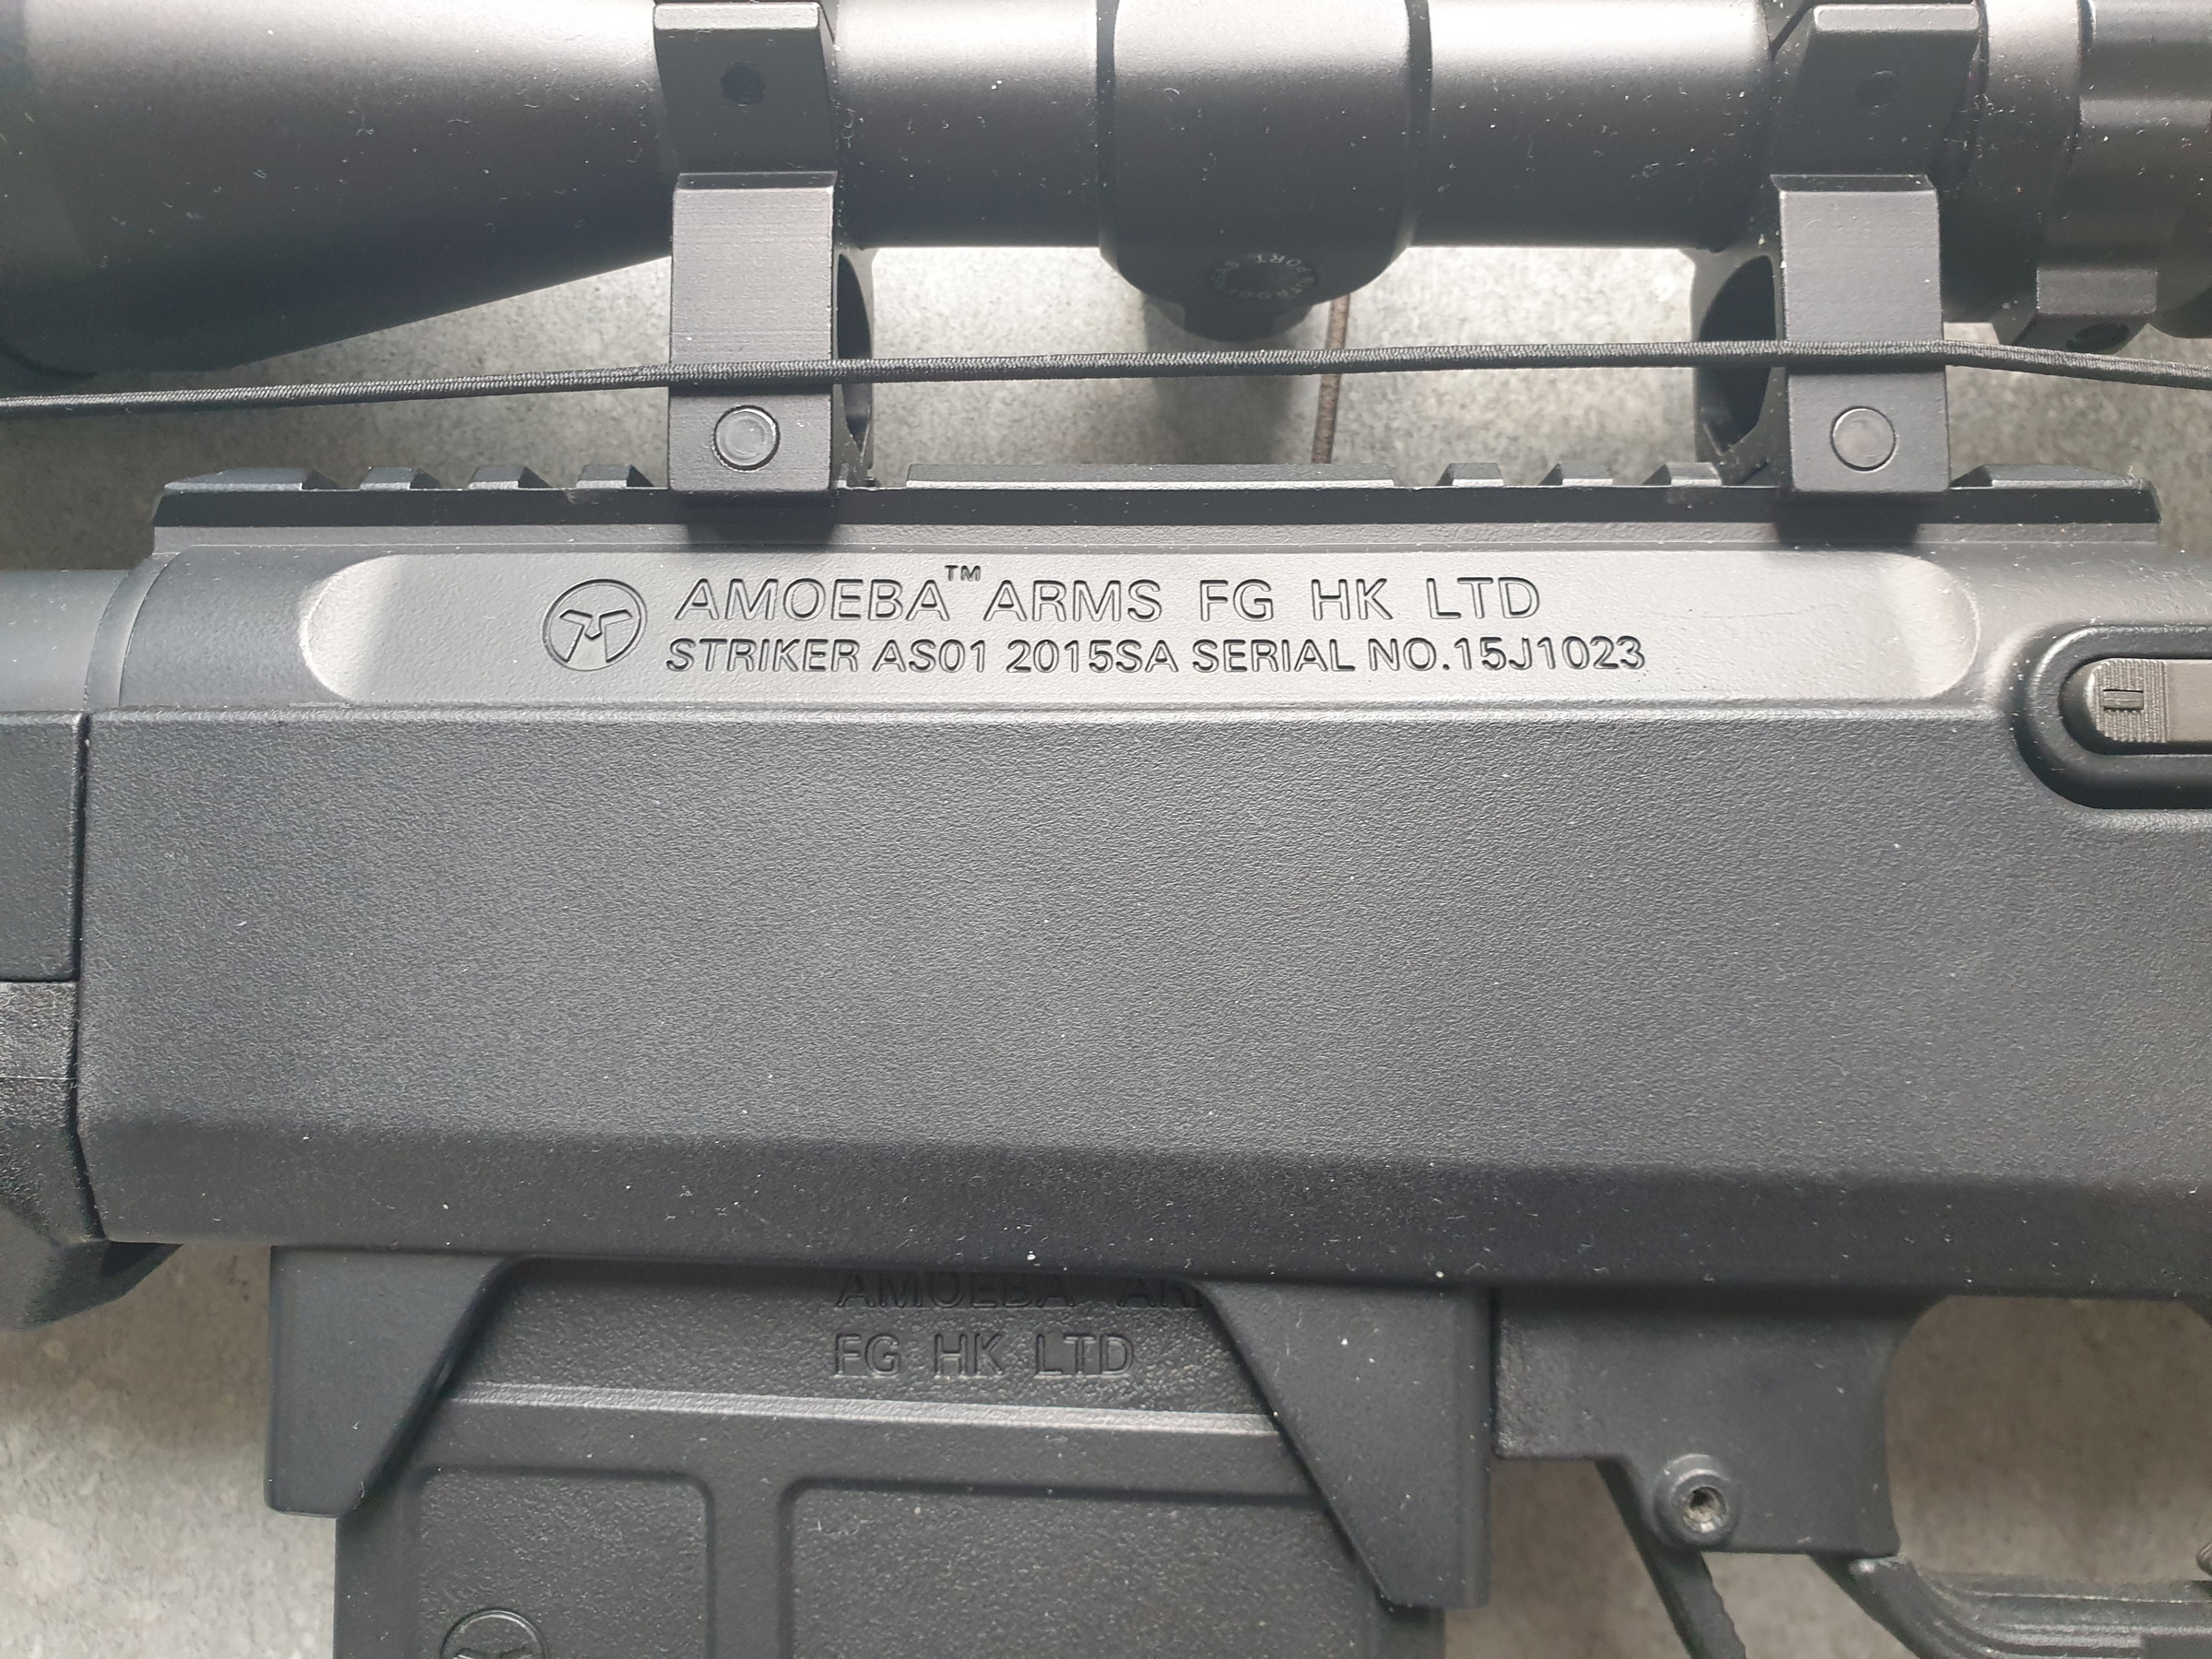 AMOEBA™ ARMS FG HK LTD
STRIKER AS01 2015SA SERIAL NO.15J1023
AMOEBA
FG HK LTD